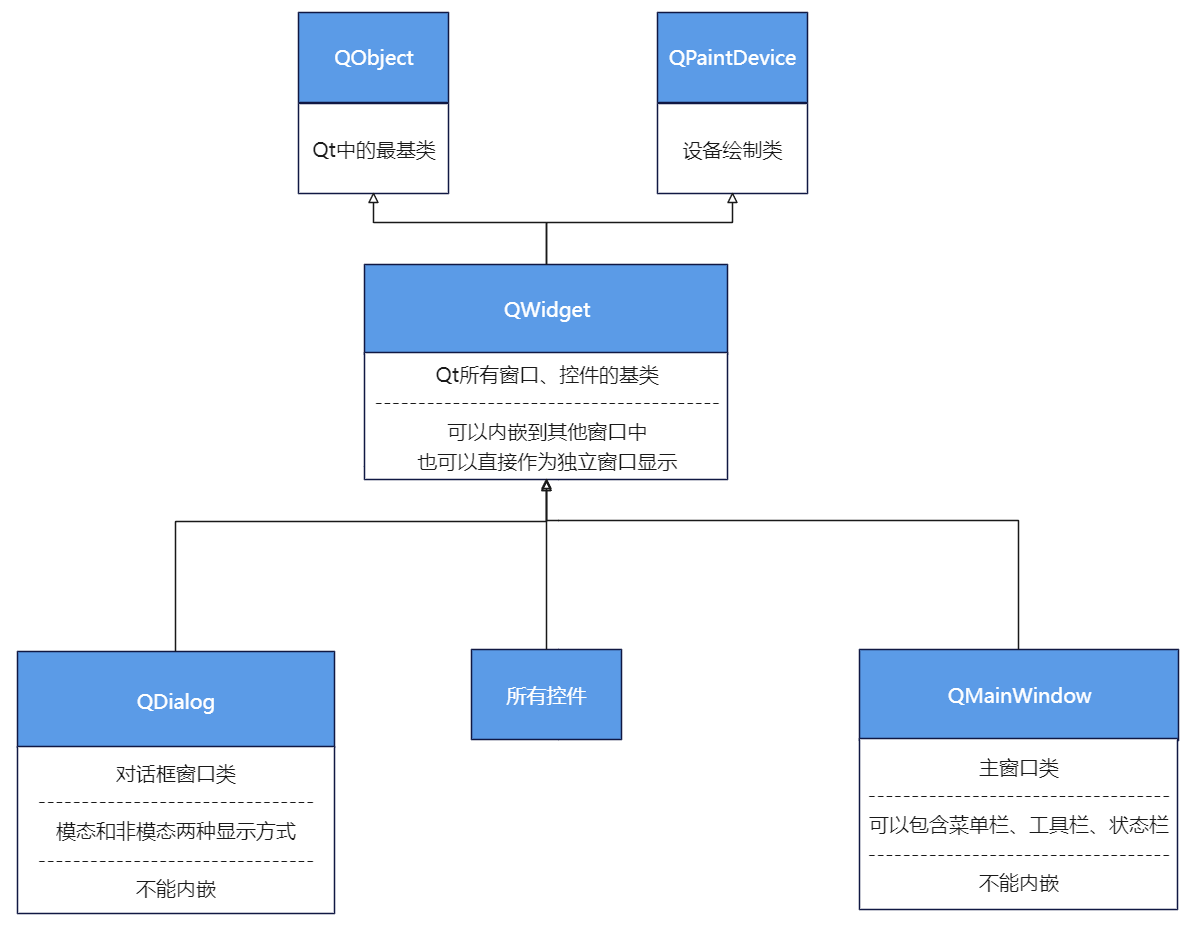 QObject
QPaintDevice
Qt中的最基类
设备绘制类
QWidget
Qt所有窗口、控件的基类
可以内嵌到其他窗口中
也可以直接作为独立窗口显示
QDialog
所有控件
QMainWindow
对话框窗口类
模态和非模态两种显示方式
不能内嵌
主窗口类
可以包含菜单栏、工具栏、状态栏
不能内嵌